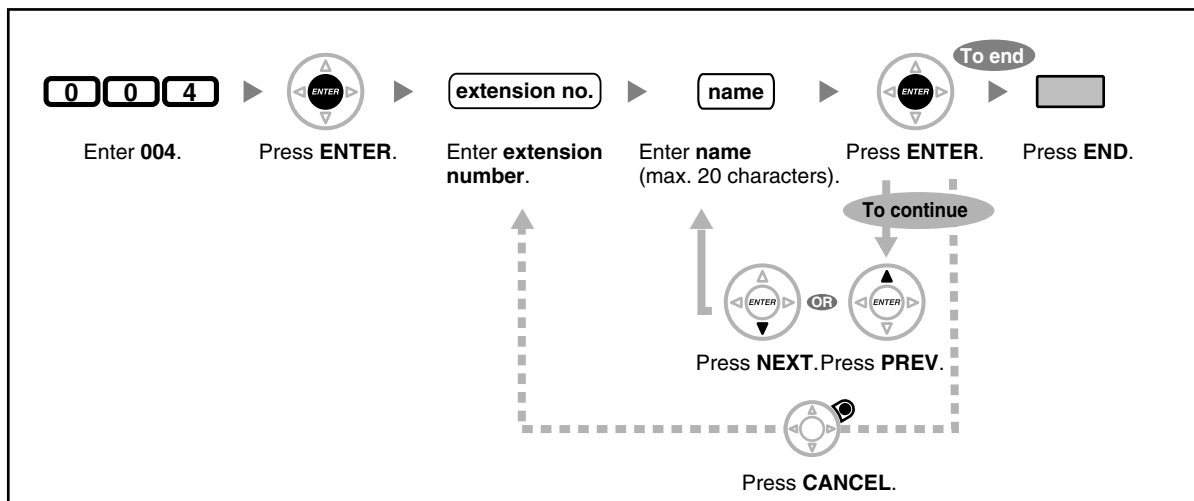 To end
0 0 4
ENTER
extension no.
name
ENTER
Enter 004.
Press ENTER.
Enter extension
number.
Enter name
(max. 20 characters).
Press ENTER.
Press END.
To continue
ENTER
OR
ENTER
Press NEXT.
Press PREV.
Press CANCEL.